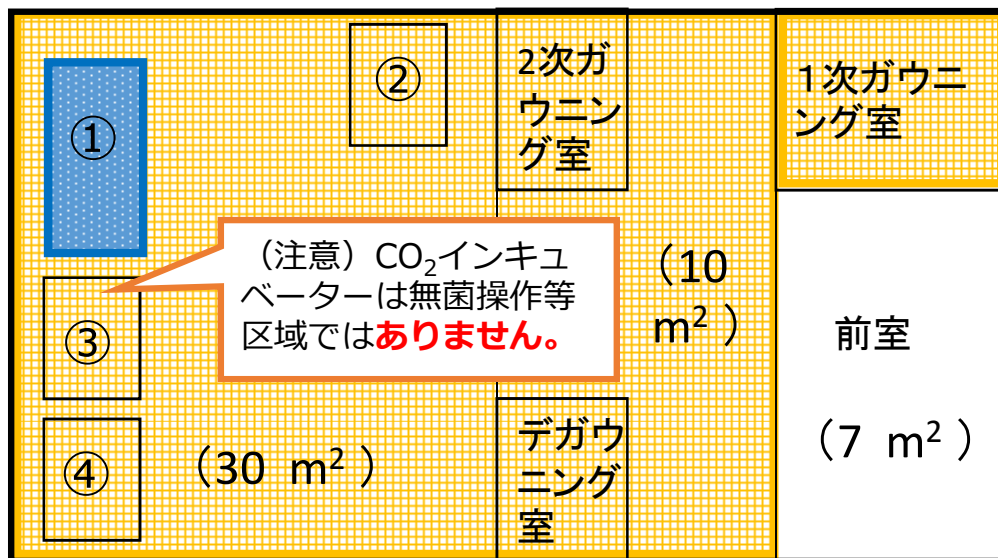 ①
②
2次ガ
ウニン
グ室
1次ガウニ
ング室
（注意）CO₂インキュ
ベーターは無菌操作等
区域ではありません。
（10
m²）
③
前室
④
（30 m²）
デガウ
ニング
室
（7 m²）